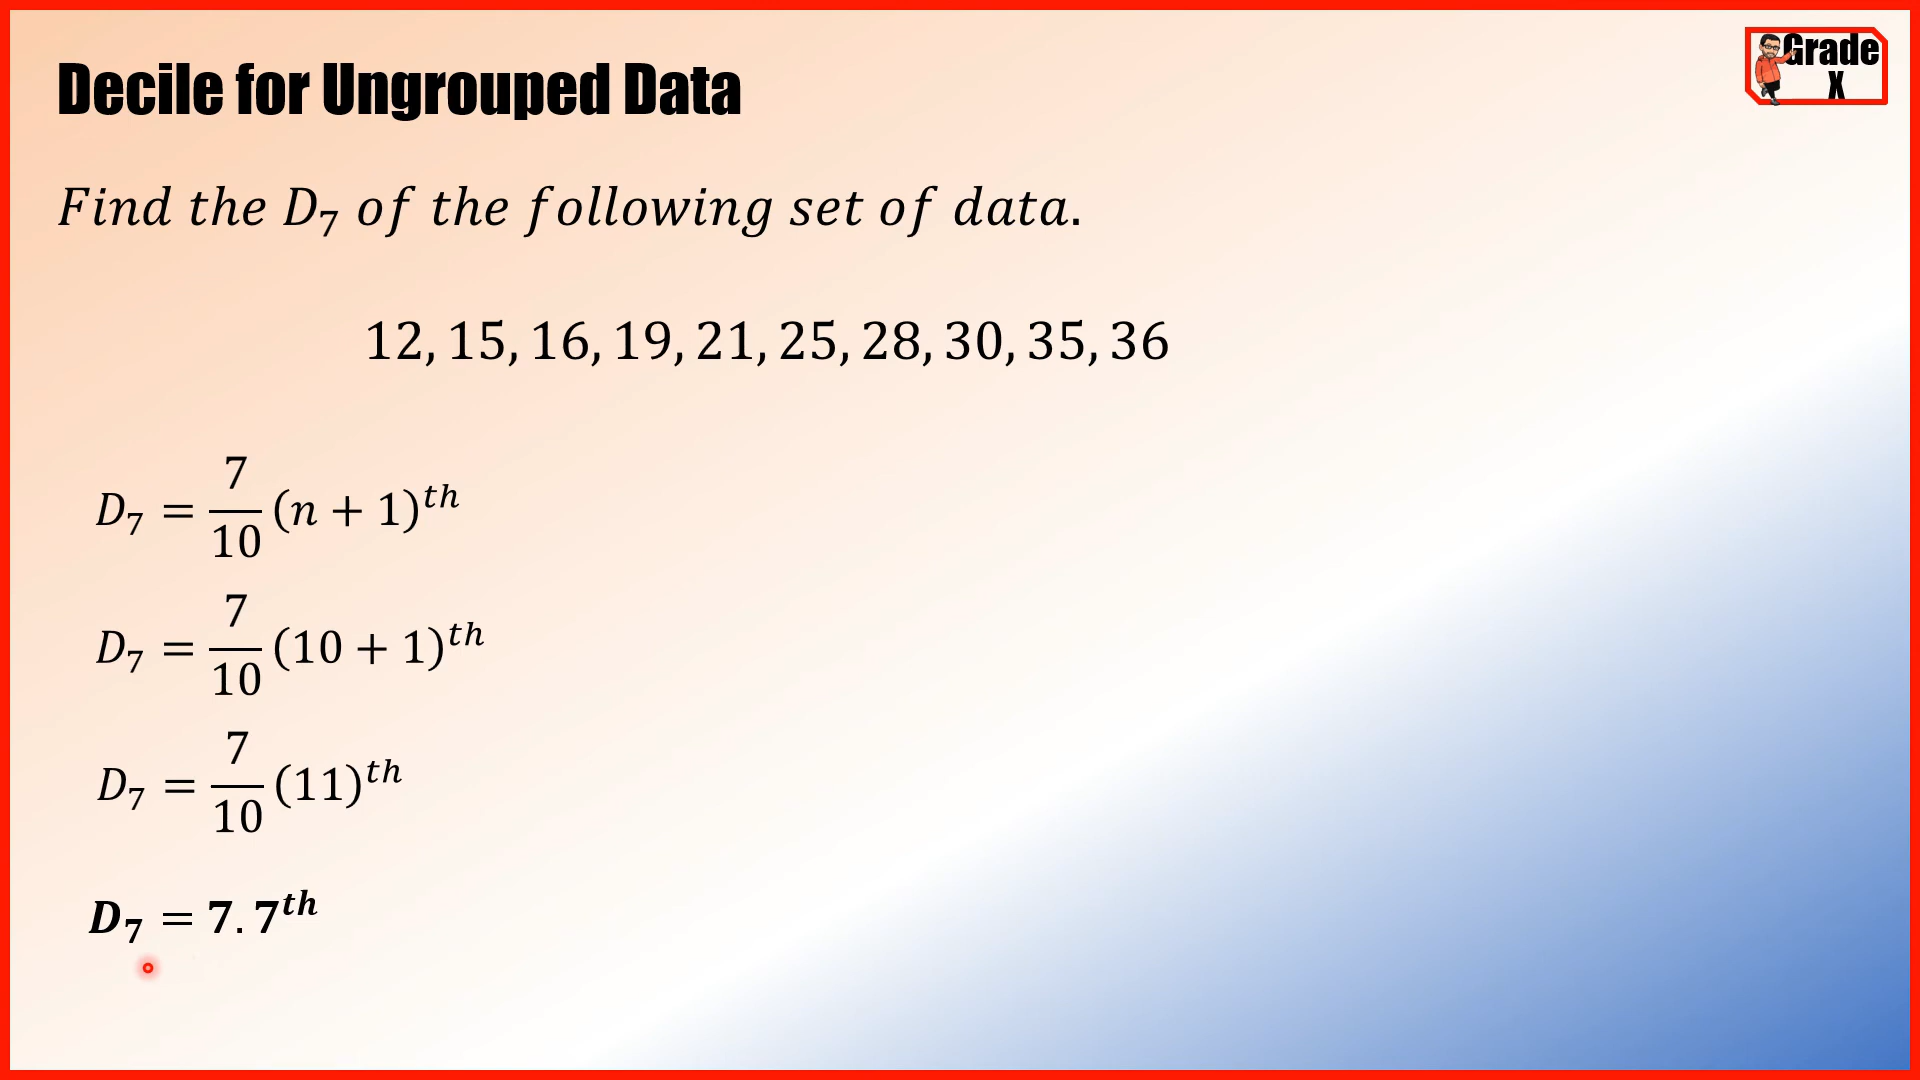 Decile for Ungrouped Data
Grade
X
Find the D₇ of the following set of data.
12, 15, 16, 19, 21, 25, 28, 30, 35, 36
D₇ = 7/10 (n + 1)ᵗʰ
D₇ = 7/10 (10 + 1)ᵗʰ
D₇ = 7/10 (11)ᵗʰ
D₇ = 7.7ᵗʰ